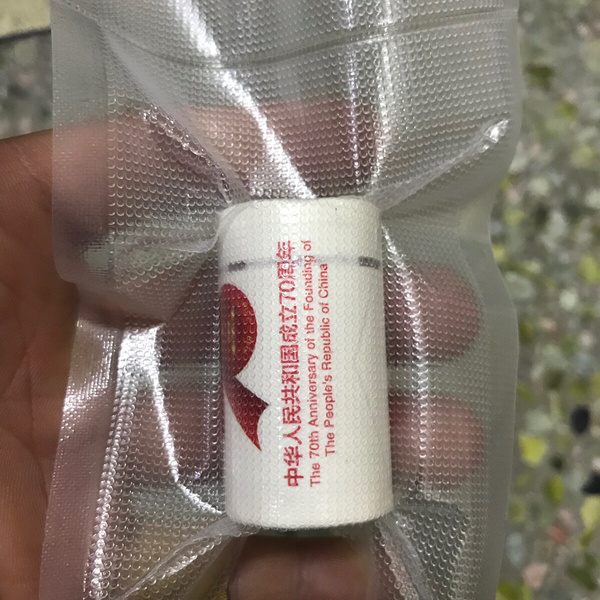 中华人民共和国成立70周年
The 70th Anniversary of the Founding of
The People's Republic of China